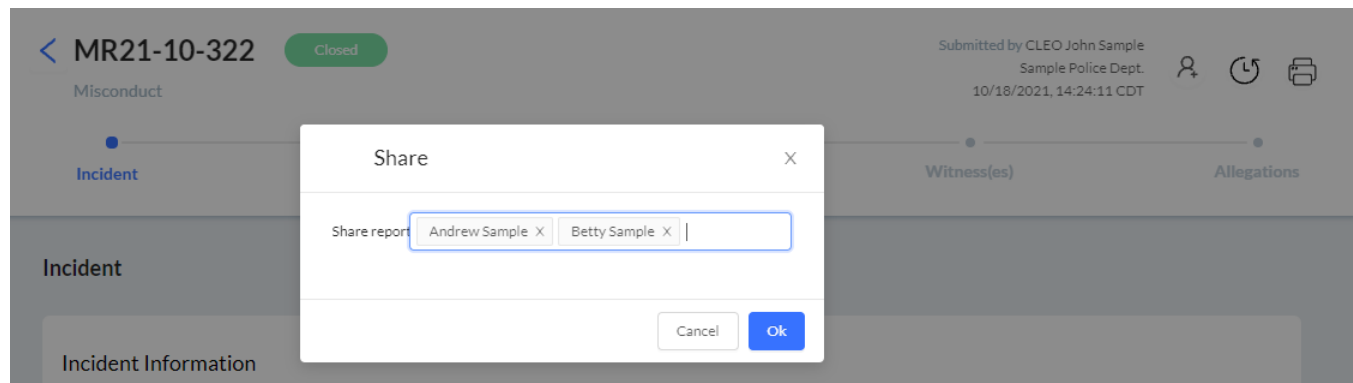 MR21-10-322 Closed
Misconduct
Submitted by CLEO John Sample
Sample Police Dept.
10/18/2021, 14:24:11 CDT
Incident
Witness(es)
Allegations
Share X
Share report Andrew Sample X Betty Sample X
Cancel Ok
Incident
Incident Information